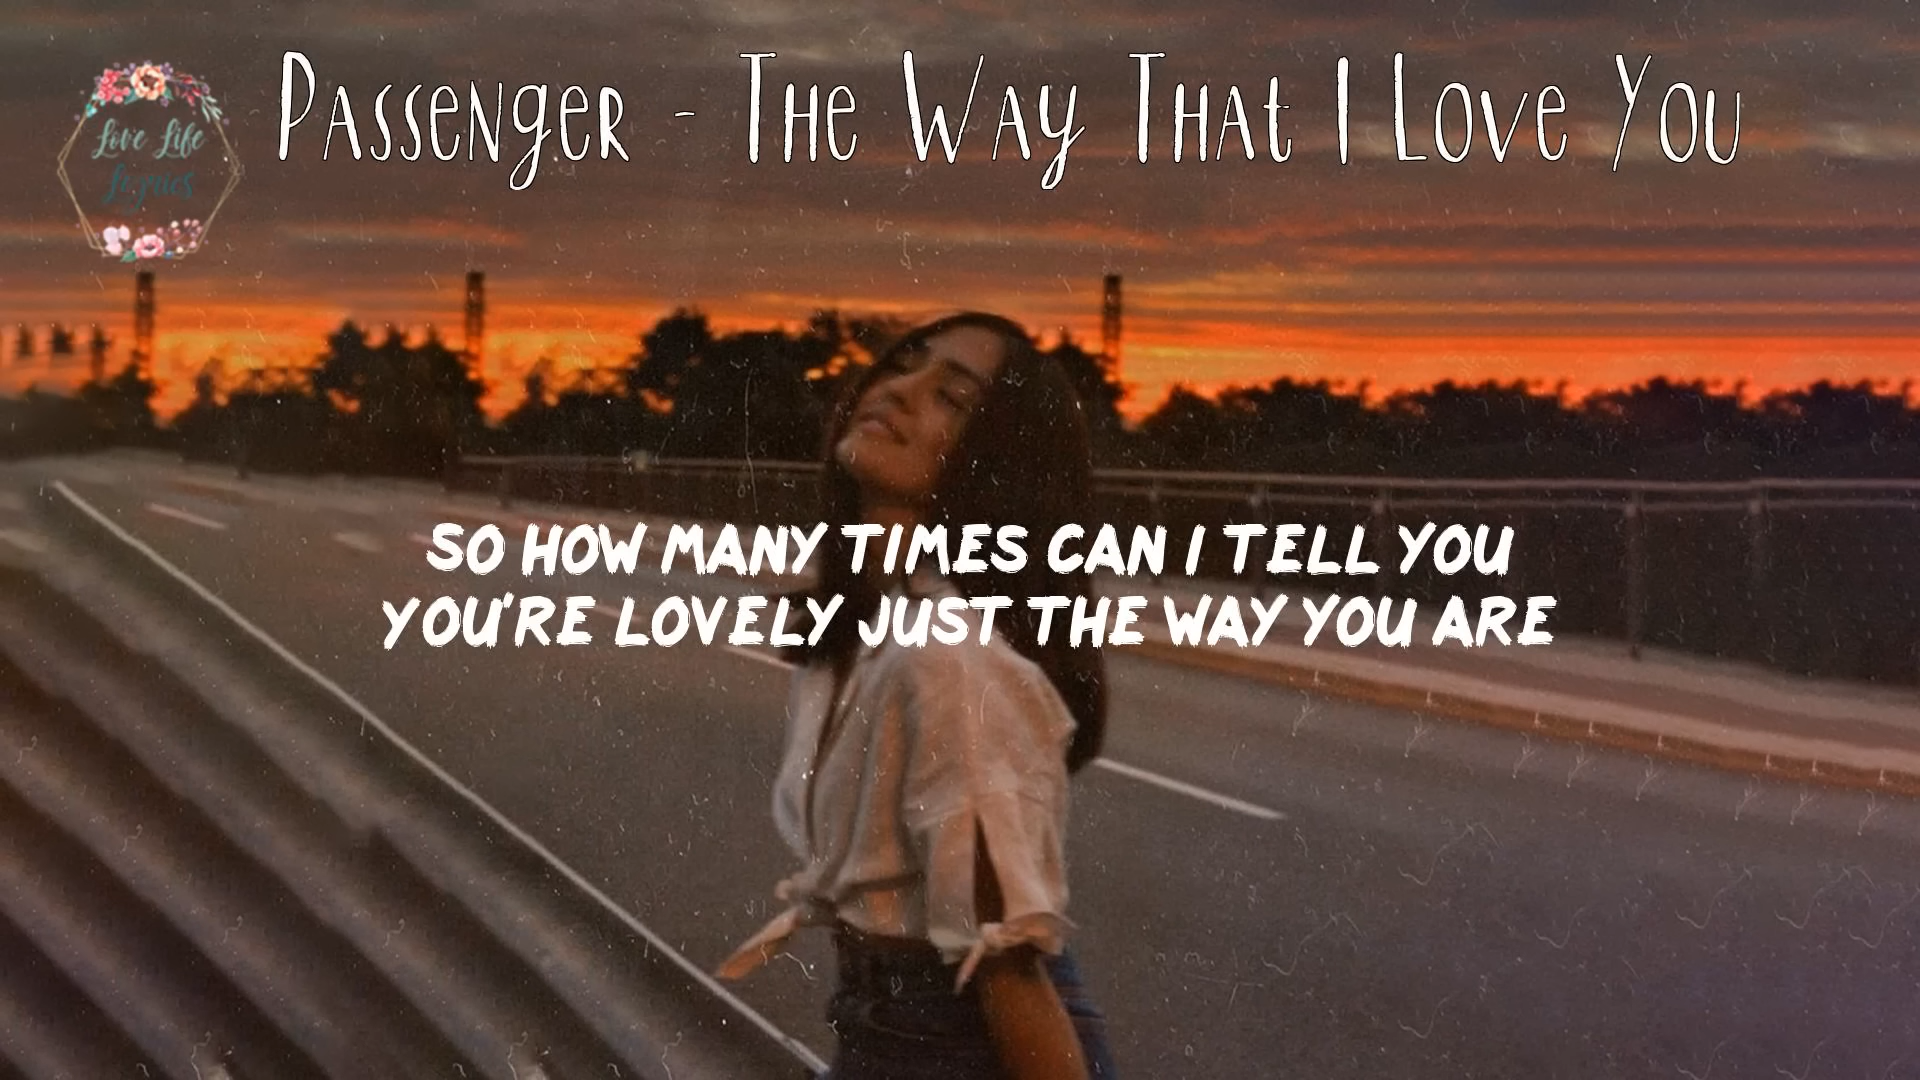 Passenger - The Way That I Love You
Love Life
Lyrics
SO HOW MANY TIMES CAN I TELL YOU
YOU'RE LOVELY JUST THE WAY YOU ARE